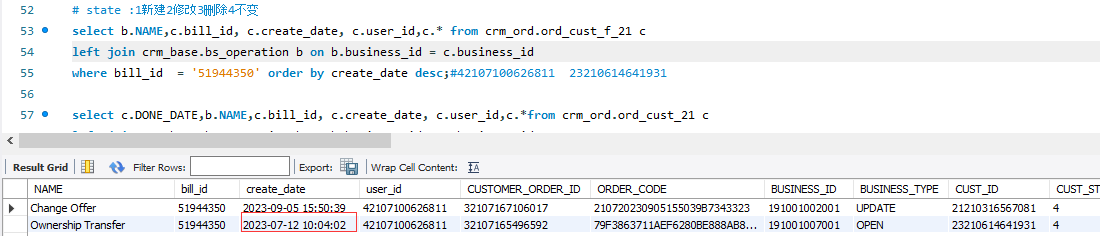 52 # state :1新建2修改3删除4不变
53 select b.NAME,c.bill_id, c.create_date, c.user_id,c.* from crm_ord.ord_cust_f_21 c
54 left join crm_base.bs_operation b on b.business_id = c.business_id
55 where bill_id = '51944350' order by create_date desc;#42107100626811 23210614641931
56
57 select c.DONE_DATE,b.NAME,c.bill_id, c.create_date, c.user_id,c.*from crm_ord.ord_cust_21 c
Result Grid Filter Rows: Export: Wrap Cell Content:
NAME bill_id create_date user_id CUSTOMER_ORDER_ID ORDER_CODE BUSINESS_ID BUSINESS_TYPE CUST_ID CUST_ST
Change Offer 51944350 2023-09-05 15:50:39 42107100626811 32107167106017 210720230905155039B7343323 191001002001 UPDATE 21210316567081 4
Ownership Transfer 51944350 2023-07-12 10:04:02 42107100626811 32107165496592 79F3863711AEF6280BE888AB8... 191001007001 OPEN 23210614641931 4